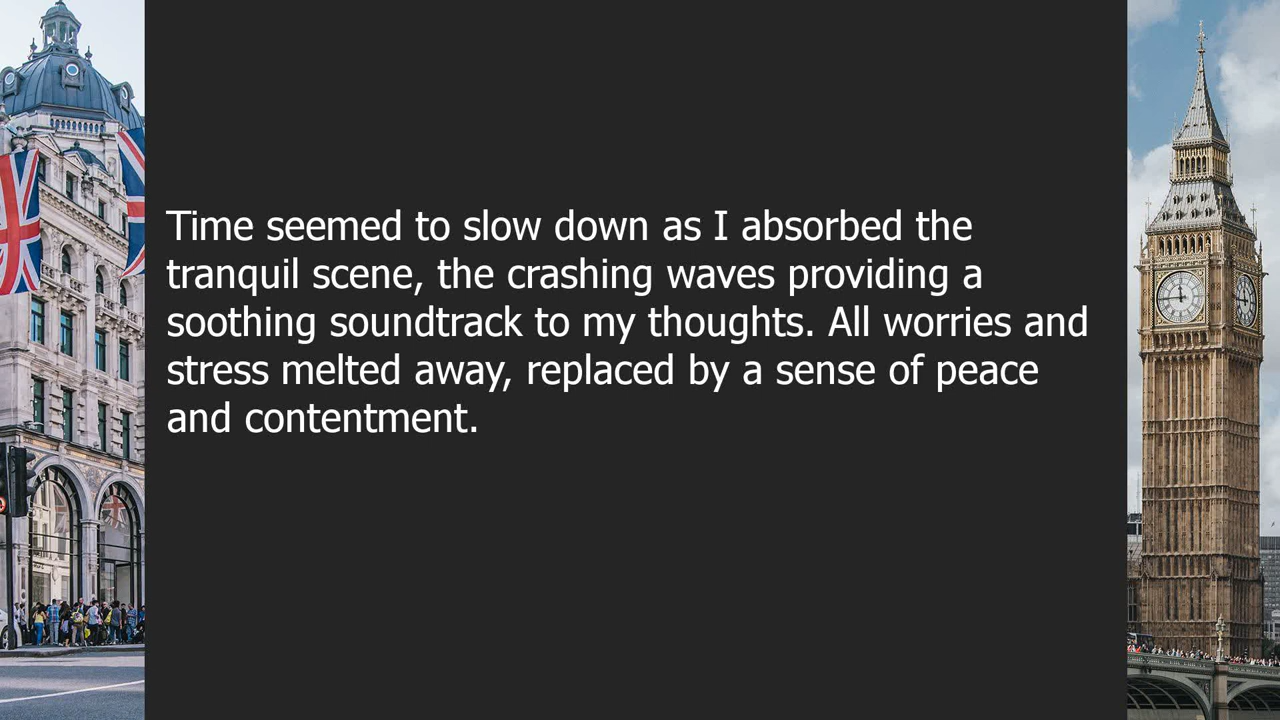 Time seemed to slow down as I absorbed the
tranquil scene, the crashing waves providing a
soothing soundtrack to my thoughts. All worries and
stress melted away, replaced by a sense of peace
and contentment.